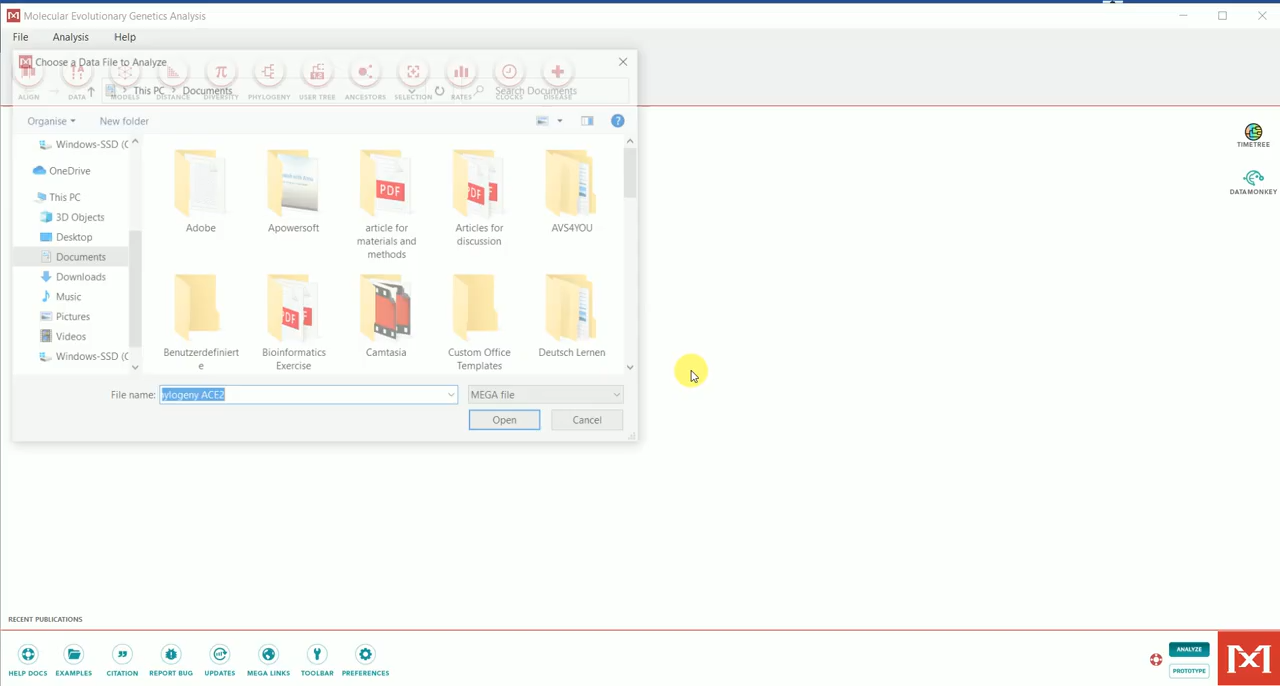 Molecular Evolutionary Genetics Analysis
File Analysis Help
Choose a Data File to Analyze
This PC Documents Search Documents
ALIGN DATA MODELS DISTANCE DIVERSITY PHYLOGENY USER TREE ANCESTORS SELECTION RATES CLOCKS DISEASE
Organise New folder
TIMETREE
DATAMONKEY
Windows-SSD (C
OneDrive
This PC
3D Objects
Desktop
Documents
Downloads
Music
Pictures
Videos
Windows-SSD (C
PDF
PDF
Adobe
Apowersoft
article for
materials and
methods
Articles for
discussion
AVS4YOU
PDF
Benutzerdefiniert
e
Bioinformatics
Exercise
Camtasia
Custom Office
Templates
Deutsch Lernen
File name: ylogeny ACE2 MEGA file
Open Cancel
RECENT PUBLICATIONS
HELP DOCS EXAMPLES CITATION REPORT BUG UPDATES MEGA LINKS TOOLBAR PREFERENCES
ANALYZE
PROTOTYPE